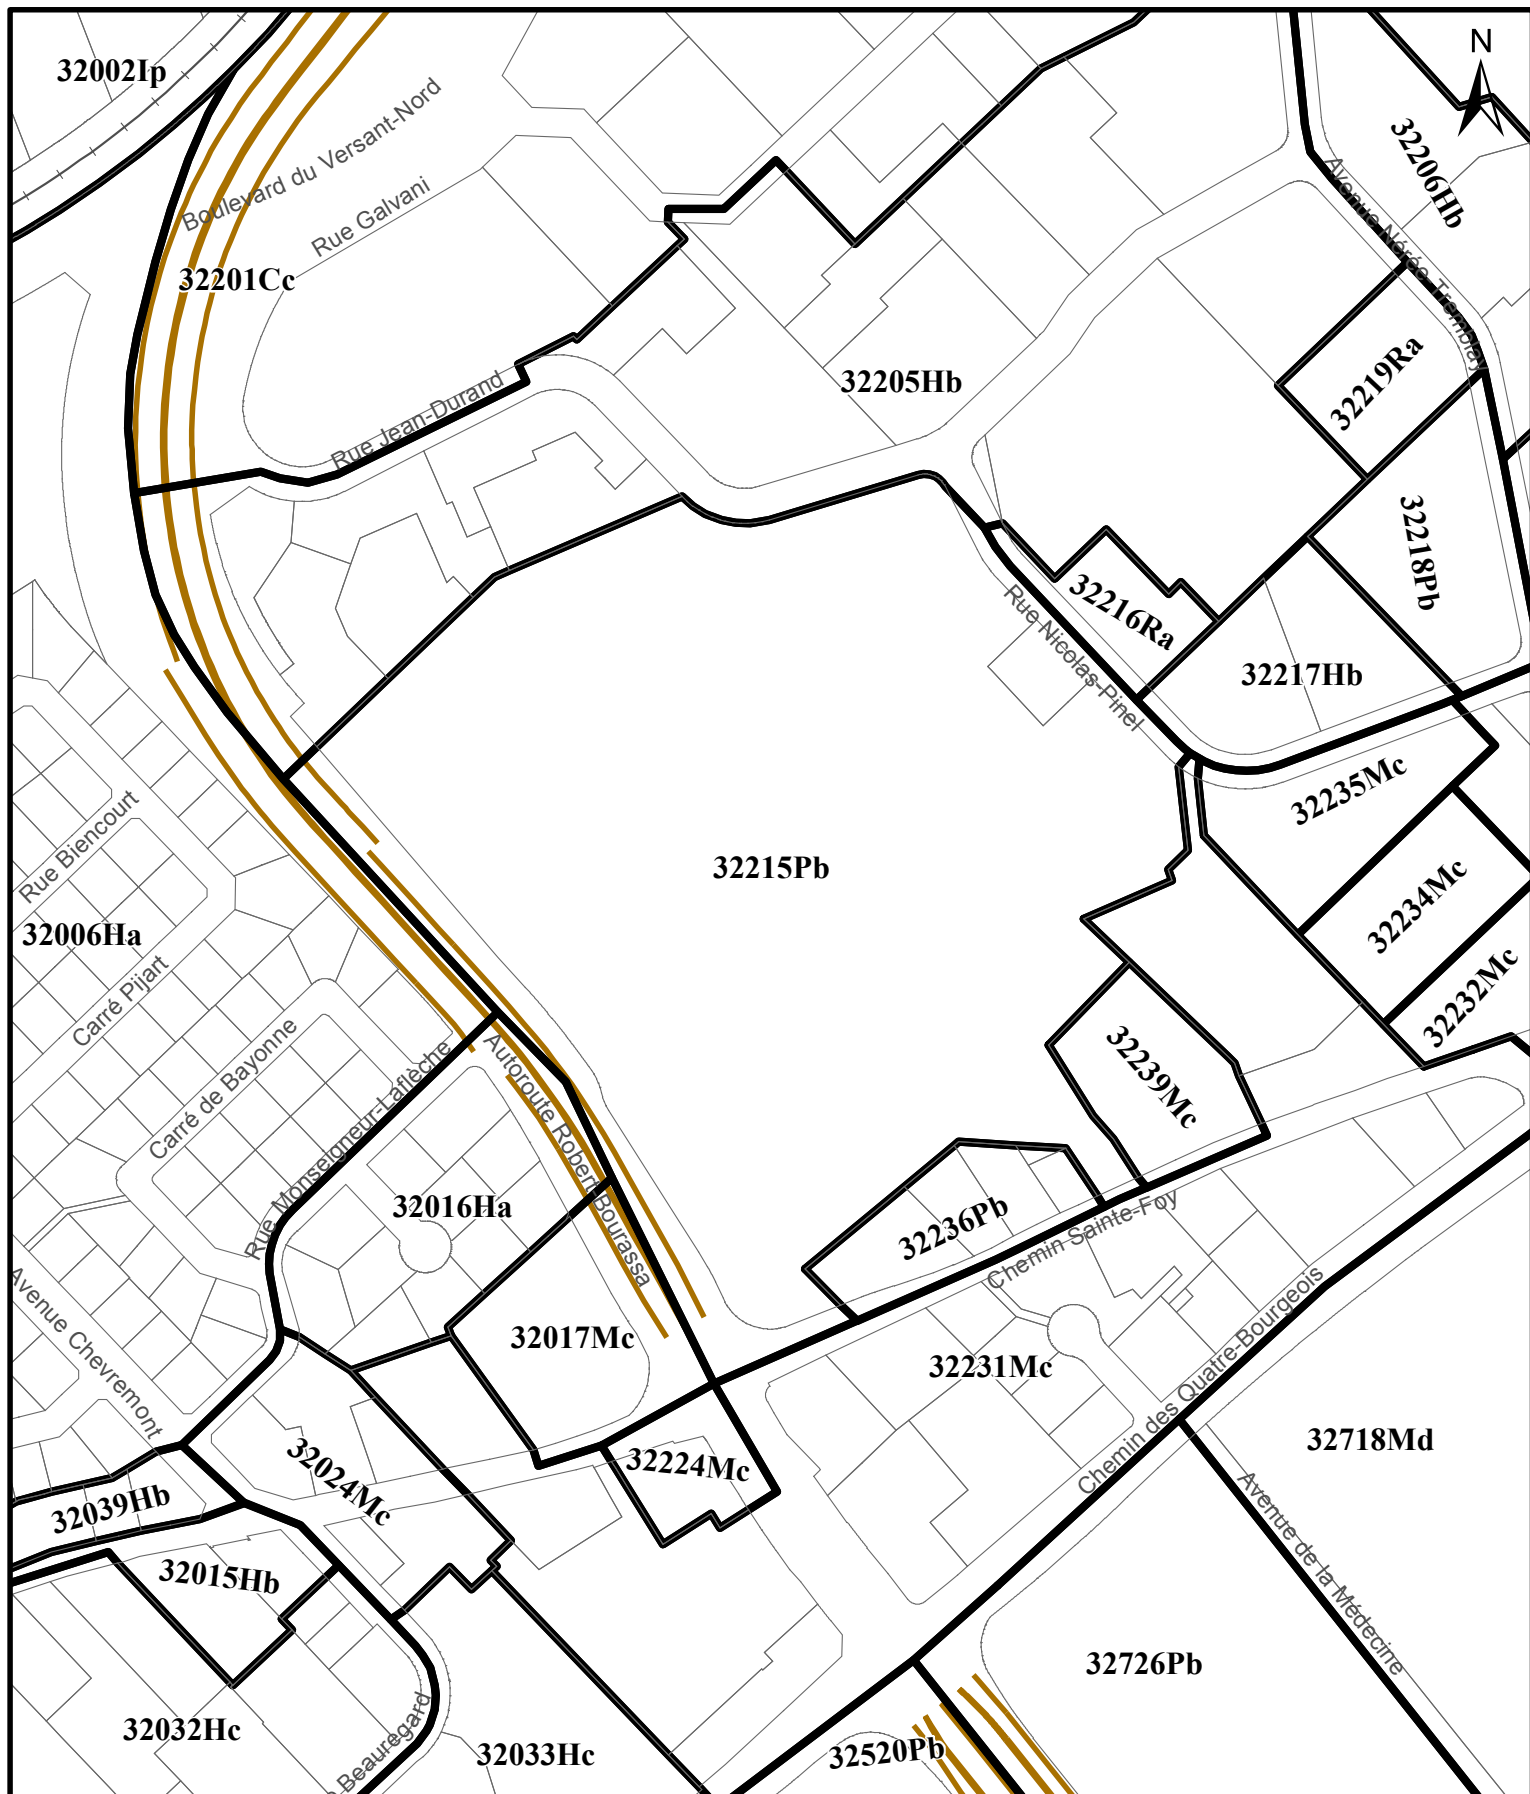 N
32002Ip
Boulevard du Versant-Nord
32206Hb
Rue Galvani
Avenue Nérée-Tremblay
32201Cc
32219Ra
32205Hb
Rue Jean-Durand
32218Pb
32216Ra
Rue Nicolas-Pinel
32217Hb
32235Mc
Rue Biencourt
32215Pb
32234Mc
32006Ha
Carré Pijart
32232Mc
Carré de Bayonne
Rue Monseigneur-Laflèche
Autoroute Robert-Bourassa
32239Mc
32016Ha
32236Pb
Chemin Sainte-Foy
Avenue Chevremont
32017Mc
32231Mc
Chemin des Quatre-Bourgeois
32718Md
32024Mc
32224Mc
32039Hb
Avenue de la Médecine
32015Hb
32726Pb
32032Hc
Beauregard
32033Hc
32520Pb